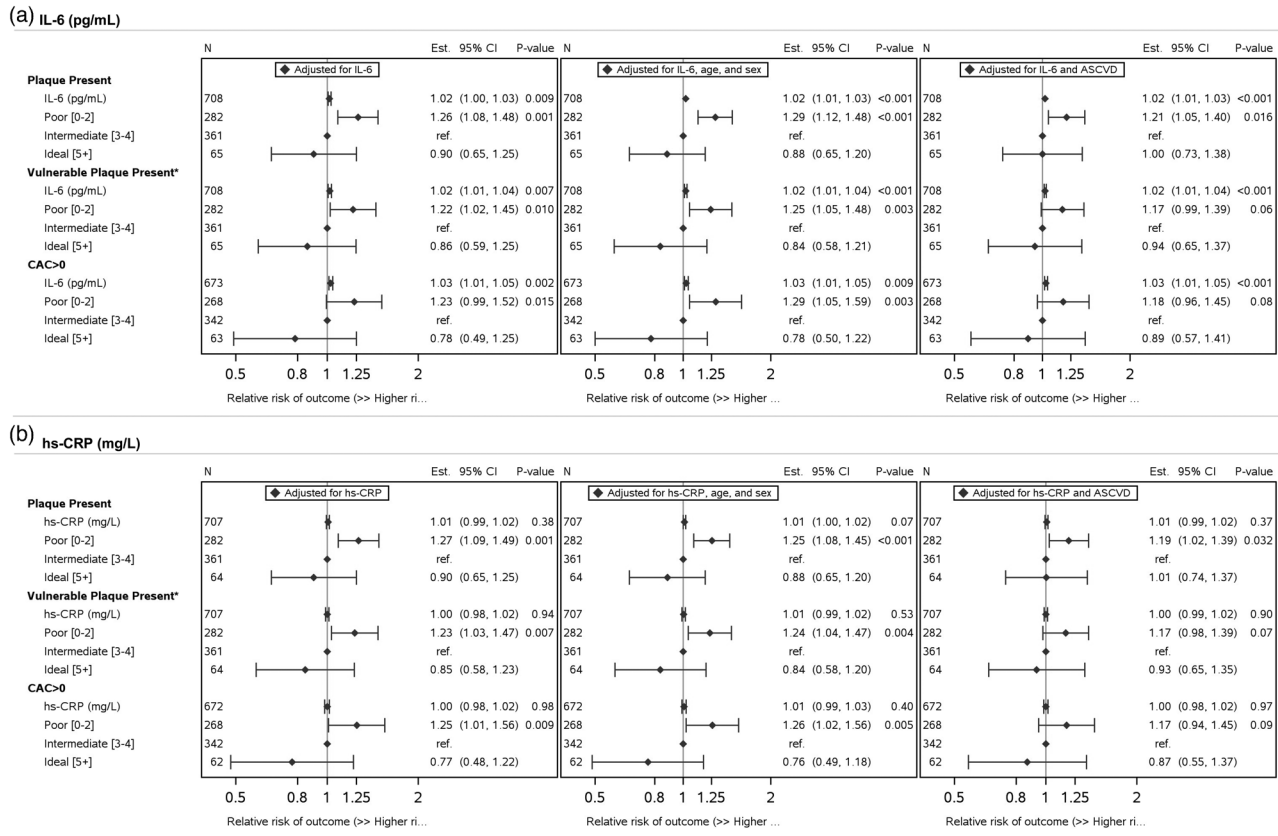 (a) IL-6 (pg/mL)
N Est. 95% CI P-value N Est. 95% CI P-value N Est. 95% CI P-value
Adjusted for IL-6 Adjusted for IL-6, age, and sex Adjusted for IL-6 and ASCVD
Plaque Present
IL-6 (pg/mL) 708 1.02 (1.00, 1.03) 0.009 708 1.02 (1.01, 1.03) <0.001 708 1.02 (1.01, 1.03) <0.001
Poor [0-2] 282 1.26 (1.08, 1.48) 0.001 282 1.29 (1.12, 1.48) <0.001 282 1.21 (1.05, 1.40) 0.016
Intermediate [3-4] 361 ref. 361 ref. 361 ref.
Ideal [5+] 65 0.90 (0.65, 1.25) 65 0.88 (0.65, 1.20) 65 1.00 (0.73, 1.38)
Vulnerable Plaque Present*
IL-6 (pg/mL) 708 1.02 (1.01, 1.04) 0.007 708 1.02 (1.01, 1.04) <0.001 708 1.02 (1.01, 1.04) <0.001
Poor [0-2] 282 1.22 (1.02, 1.45) 0.010 282 1.25 (1.05, 1.48) 0.003 282 1.17 (0.99, 1.39) 0.06
Intermediate [3-4] 361 ref. 361 ref. 361 ref.
Ideal [5+] 65 0.86 (0.59, 1.25) 65 0.84 (0.58, 1.21) 65 0.94 (0.65, 1.37)
CAC>0
IL-6 (pg/mL) 673 1.03 (1.01, 1.05) 0.002 673 1.03 (1.01, 1.05) 0.009 673 1.03 (1.01, 1.05) <0.001
Poor [0-2] 268 1.23 (0.99, 1.52) 0.015 268 1.29 (1.05, 1.59) 0.003 268 1.18 (0.96, 1.45) 0.08
Intermediate [3-4] 342 ref. 342 ref. 342 ref.
Ideal [5+] 63 0.78 (0.49, 1.25) 63 0.78 (0.50, 1.22) 63 0.89 (0.57, 1.41)
0.5 0.8 1 1.25 2 0.5 0.8 1 1.25 2 0.5 0.8 1 1.25 2
Relative risk of outcome (>> Higher ri... Relative risk of outcome (>> Higher ... Relative risk of outcome (>> Higher ...
(b) hs-CRP (mg/L)
N Est. 95% CI P-value N Est. 95% CI P-value N Est. 95% CI P-value
Adjusted for hs-CRP Adjusted for hs-CRP, age, and sex Adjusted for hs-CRP and ASCVD
Plaque Present
hs-CRP (mg/L) 707 1.01 (0.99, 1.02) 0.38 707 1.01 (1.00, 1.02) 0.07 707 1.01 (0.99, 1.02) 0.37
Poor [0-2] 282 1.27 (1.09, 1.49) 0.001 282 1.25 (1.08, 1.45) <0.001 282 1.19 (1.02, 1.39) 0.032
Intermediate [3-4] 361 ref. 361 ref. 361 ref.
Ideal [5+] 64 0.90 (0.65, 1.25) 64 0.88 (0.65, 1.20) 64 1.01 (0.74, 1.37)
Vulnerable Plaque Present*
hs-CRP (mg/L) 707 1.00 (0.98, 1.02) 0.94 707 1.01 (0.99, 1.02) 0.53 707 1.00 (0.99, 1.02) 0.90
Poor [0-2] 282 1.23 (1.03, 1.47) 0.007 282 1.24 (1.04, 1.47) 0.004 282 1.17 (0.98, 1.39) 0.07
Intermediate [3-4] 361 ref. 361 ref. 361 ref.
Ideal [5+] 64 0.85 (0.58, 1.23) 64 0.84 (0.58, 1.20) 64 0.93 (0.65, 1.35)
CAC>0
hs-CRP (mg/L) 672 1.00 (0.98, 1.02) 0.98 672 1.01 (0.99, 1.03) 0.40 672 1.00 (0.98, 1.02) 0.97
Poor [0-2] 268 1.25 (1.01, 1.56) 0.009 268 1.26 (1.02, 1.56) 0.005 268 1.17 (0.94, 1.45) 0.09
Intermediate [3-4] 342 ref. 342 ref. 342 ref.
Ideal [5+] 62 0.77 (0.48, 1.22) 62 0.76 (0.49, 1.18) 62 0.87 (0.55, 1.37)
0.5 0.8 1 1.25 2 0.5 0.8 1 1.25 2 0.5 0.8 1 1.25 2
Relative risk of outcome (>> Higher ri... Relative risk of outcome (>> Higher ... Relative risk of outcome (>> Higher ri...